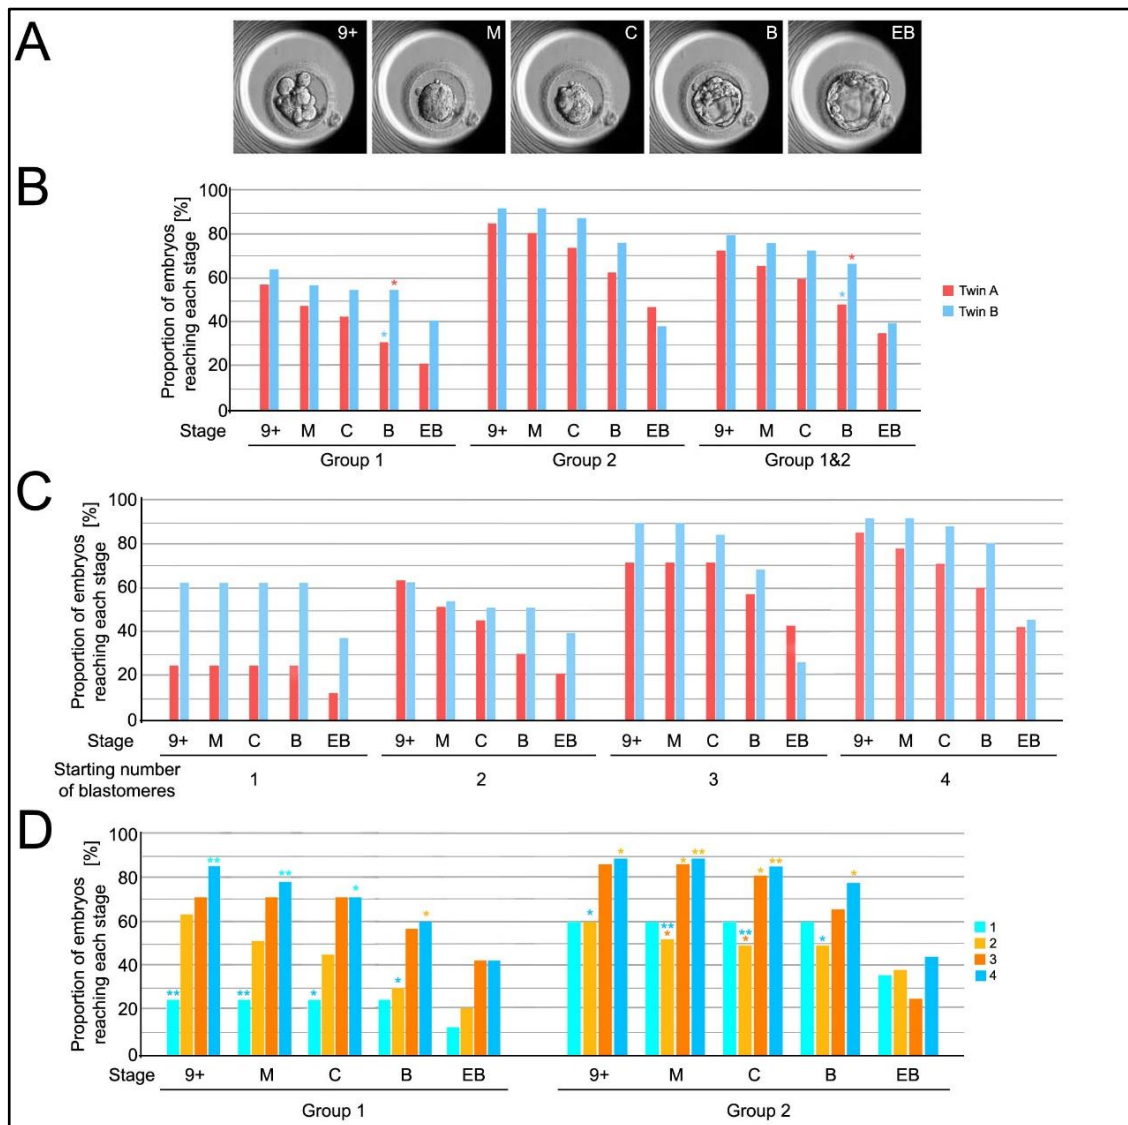 A
9+ M C B EB
B
Proportion of embryos
reaching each stage [%]
100
80
60
40
20
0
* * * *
Twin A
Twin B
Stage 9+ M C B EB 9+ M C B EB 9+ M C B EB
Group 1 Group 2 Group 1&2
C
Proportion of embryos
reaching each stage [%]
100
80
60
40
20
0
Stage 9+ M C B EB 9+ M C B EB 9+ M C B EB 9+ M C B EB
Starting number
of blastomeres
1 2 3 4
D
Proportion of embryos
reaching each stage [%]
100
80
60
40
20
0
** ** ** ** * * * *
* * ** * * ** ** * * ** * *
1
2
3
4
Stage 9+ M C B EB 9+ M C B EB
Group 1 Group 2